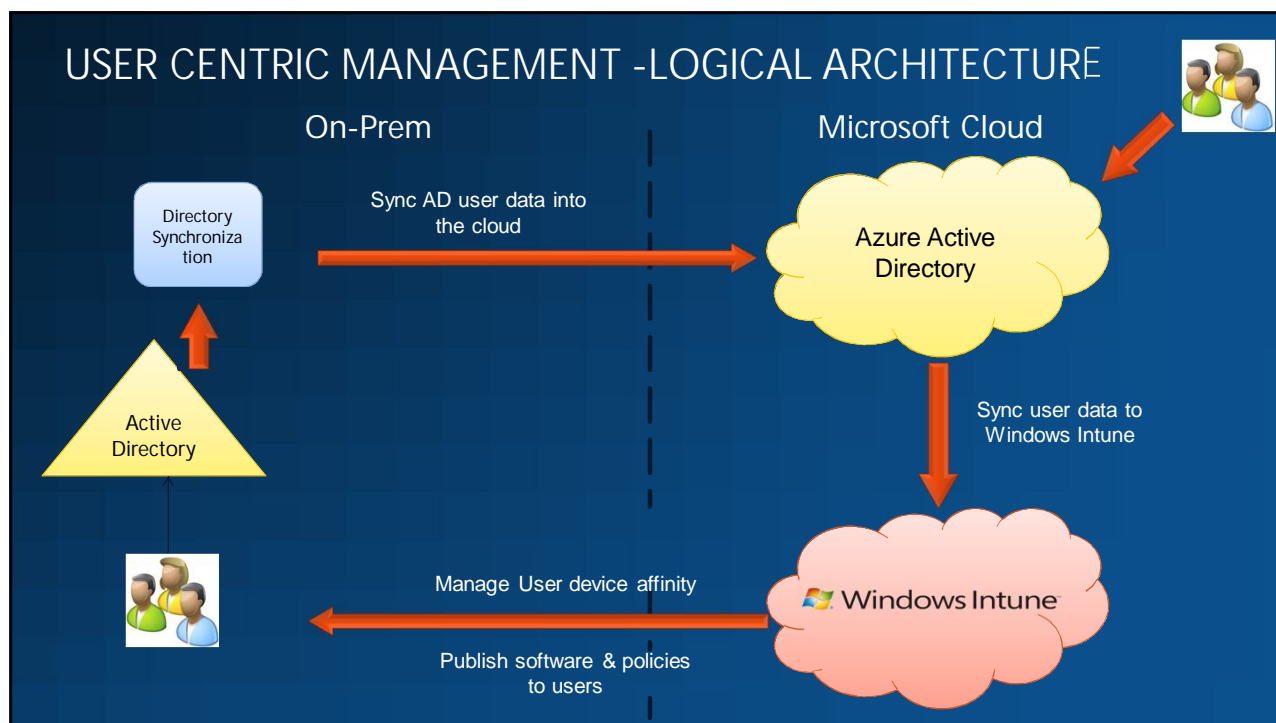 USER CENTRIC MANAGEMENT -LOGICAL ARCHITECTURE
On-Prem
Microsoft Cloud
Sync AD user data into
the cloud
Directory
Synchroniza
tion
Azure Active
Directory
Active
Directory
Sync user data to
Windows Intune
Manage User device affinity
Windows Intune
Publish software & policies
to users